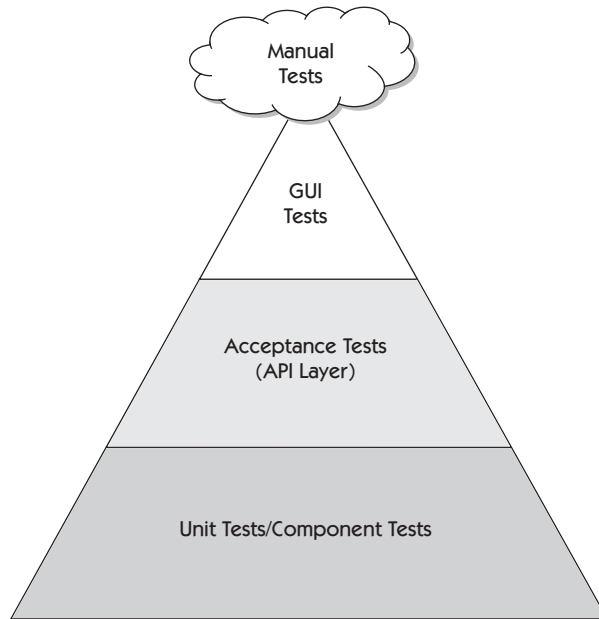 Manual
Tests
GUI
Tests
Acceptance Tests
(API Layer)
Unit Tests/Component Tests